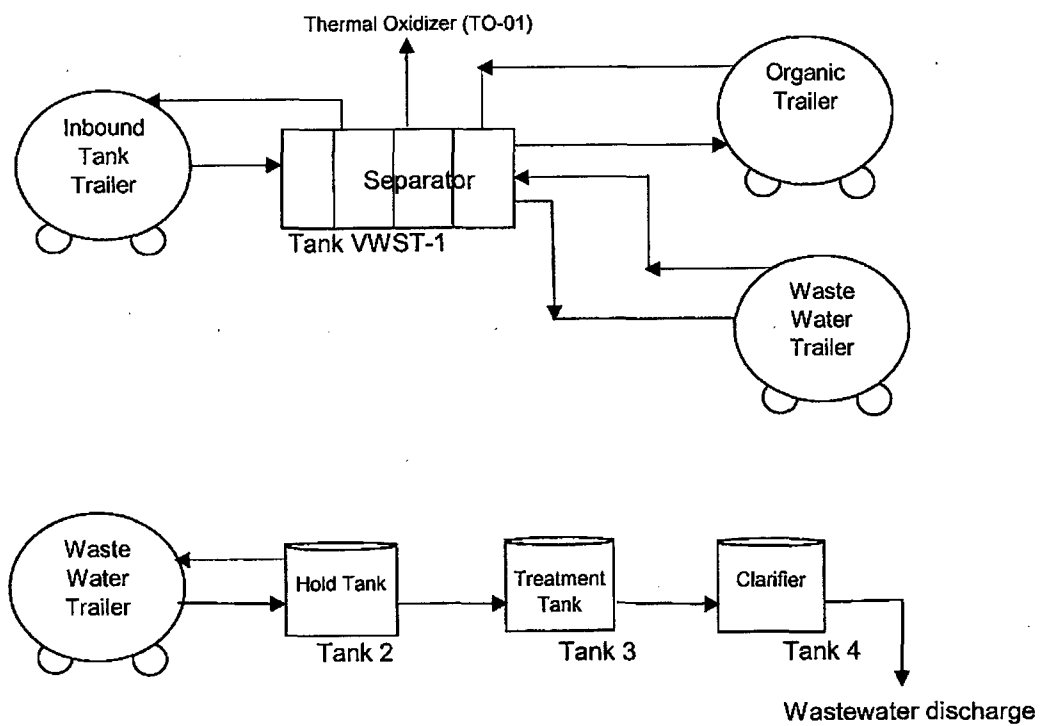 Thermal Oxidizer (TO-01)
Inbound
Tank
Trailer
Separator
Tank VWST-1
Organic
Trailer
Waste
Water
Trailer
Waste
Water
Trailer
Hold Tank
Tank 2
Treatment
Tank
Tank 3
Clarifier
Tank 4
Wastewater discharge